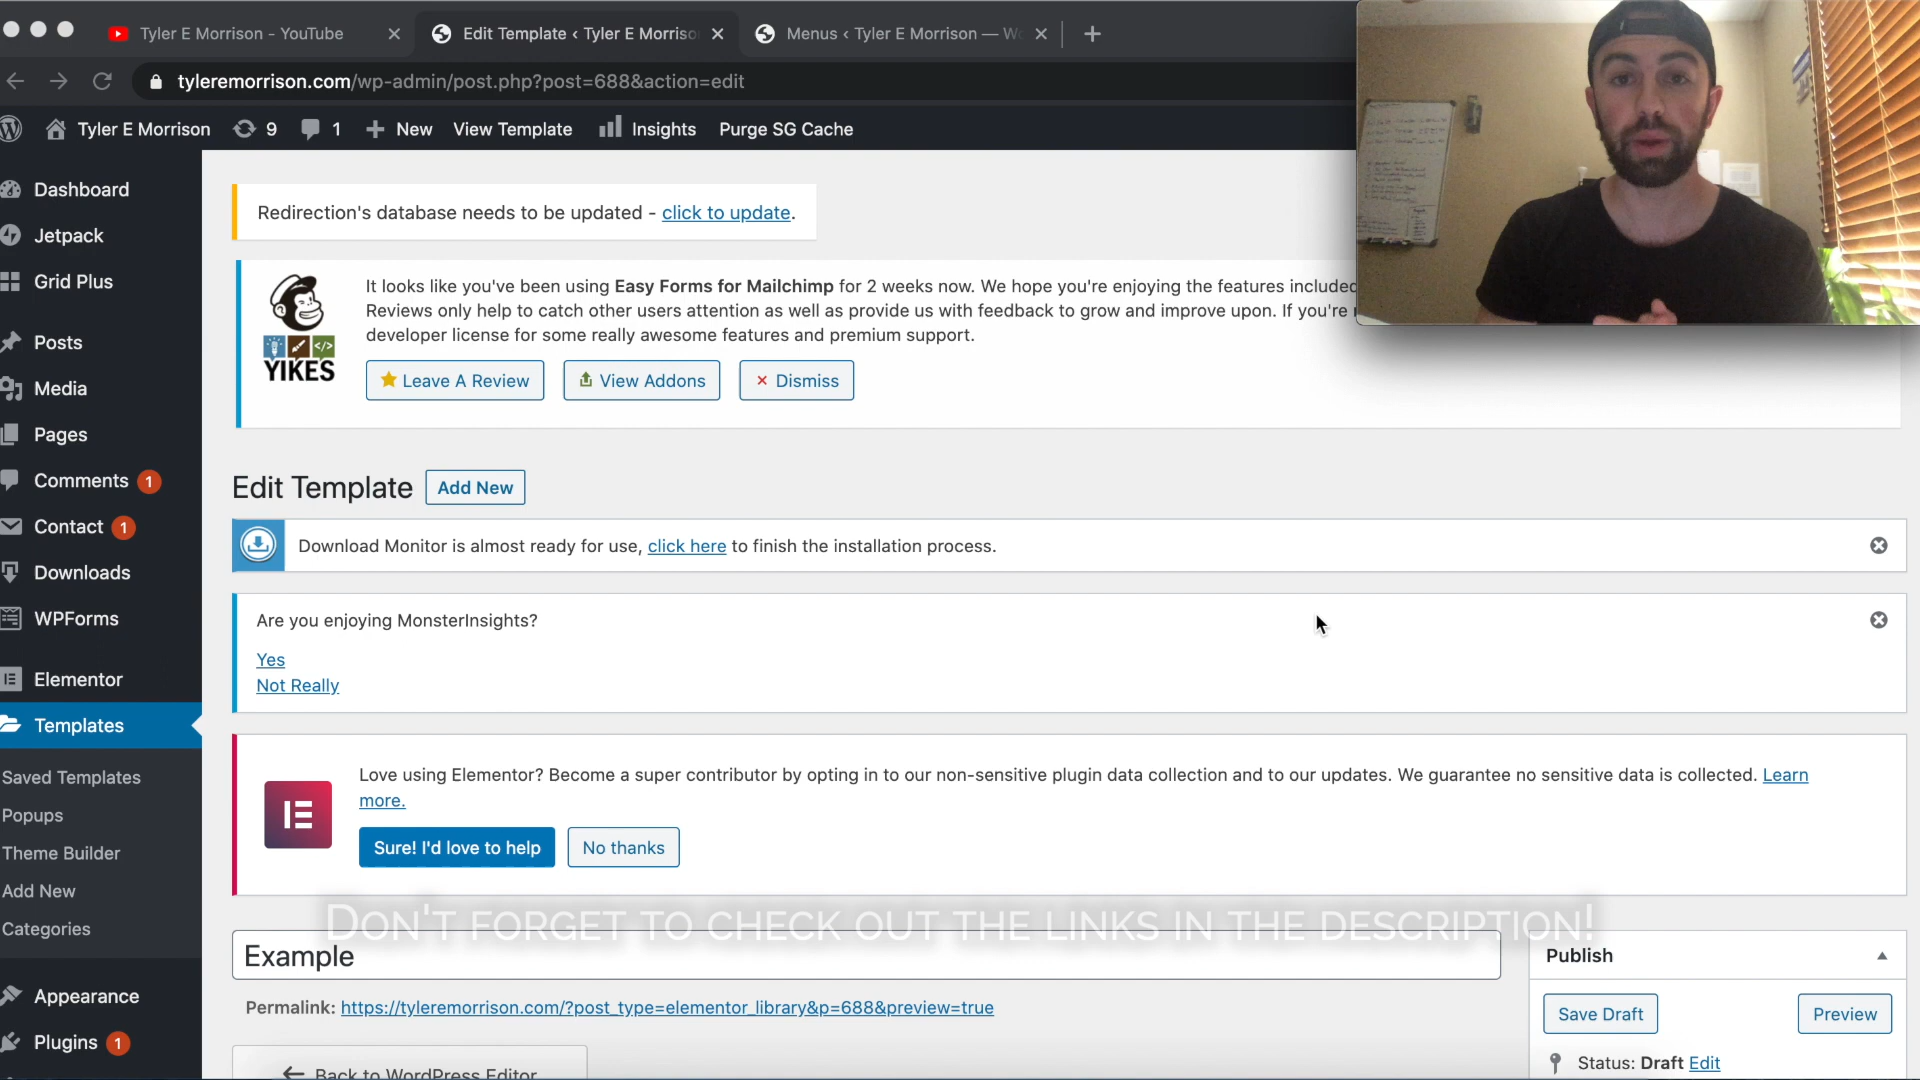 Tyler E Morrison - YouTube
Edit Template ‹ Tyler E Morriso
Menus ‹ Tyler E Morrison — Wo
tyleremorrison.com/wp-admin/post.php?post=688&action=edit
Tyler E Morrison 9 1 New View Template Insights Purge SG Cache
Dashboard
Jetpack
Grid Plus
Posts
Media
Pages
Comments 1
Contact 1
Downloads
WPForms
Elementor
Templates
Saved Templates
Popups
Theme Builder
Add New
Categories
Appearance
Plugins 1
Redirection's database needs to be updated - click to update.
YIKES
It looks like you've been using Easy Forms for Mailchimp for 2 weeks now. We hope you're enjoying the features included
Reviews only help to catch other users attention as well as provide us with feedback to grow and improve upon. If you're
developer license for some really awesome features and premium support.
Leave A Review View Addons Dismiss
Edit Template Add New
Download Monitor is almost ready for use, click here to finish the installation process.
Are you enjoying MonsterInsights?
Yes
Not Really
Love using Elementor? Become a super contributor by opting in to our non-sensitive plugin data collection and to our updates. We guarantee no sensitive data is collected. Learn
more.
Sure! I'd love to help No thanks
DON'T FORGET TO CHECK OUT THE LINKS IN THE DESCRIPTION!
Example
Permalink: https://tyleremorrison.com/?post_type=elementor_library&p=688&preview=true
Back to WordPress Editor
Publish
Save Draft Preview
Status: Draft Edit